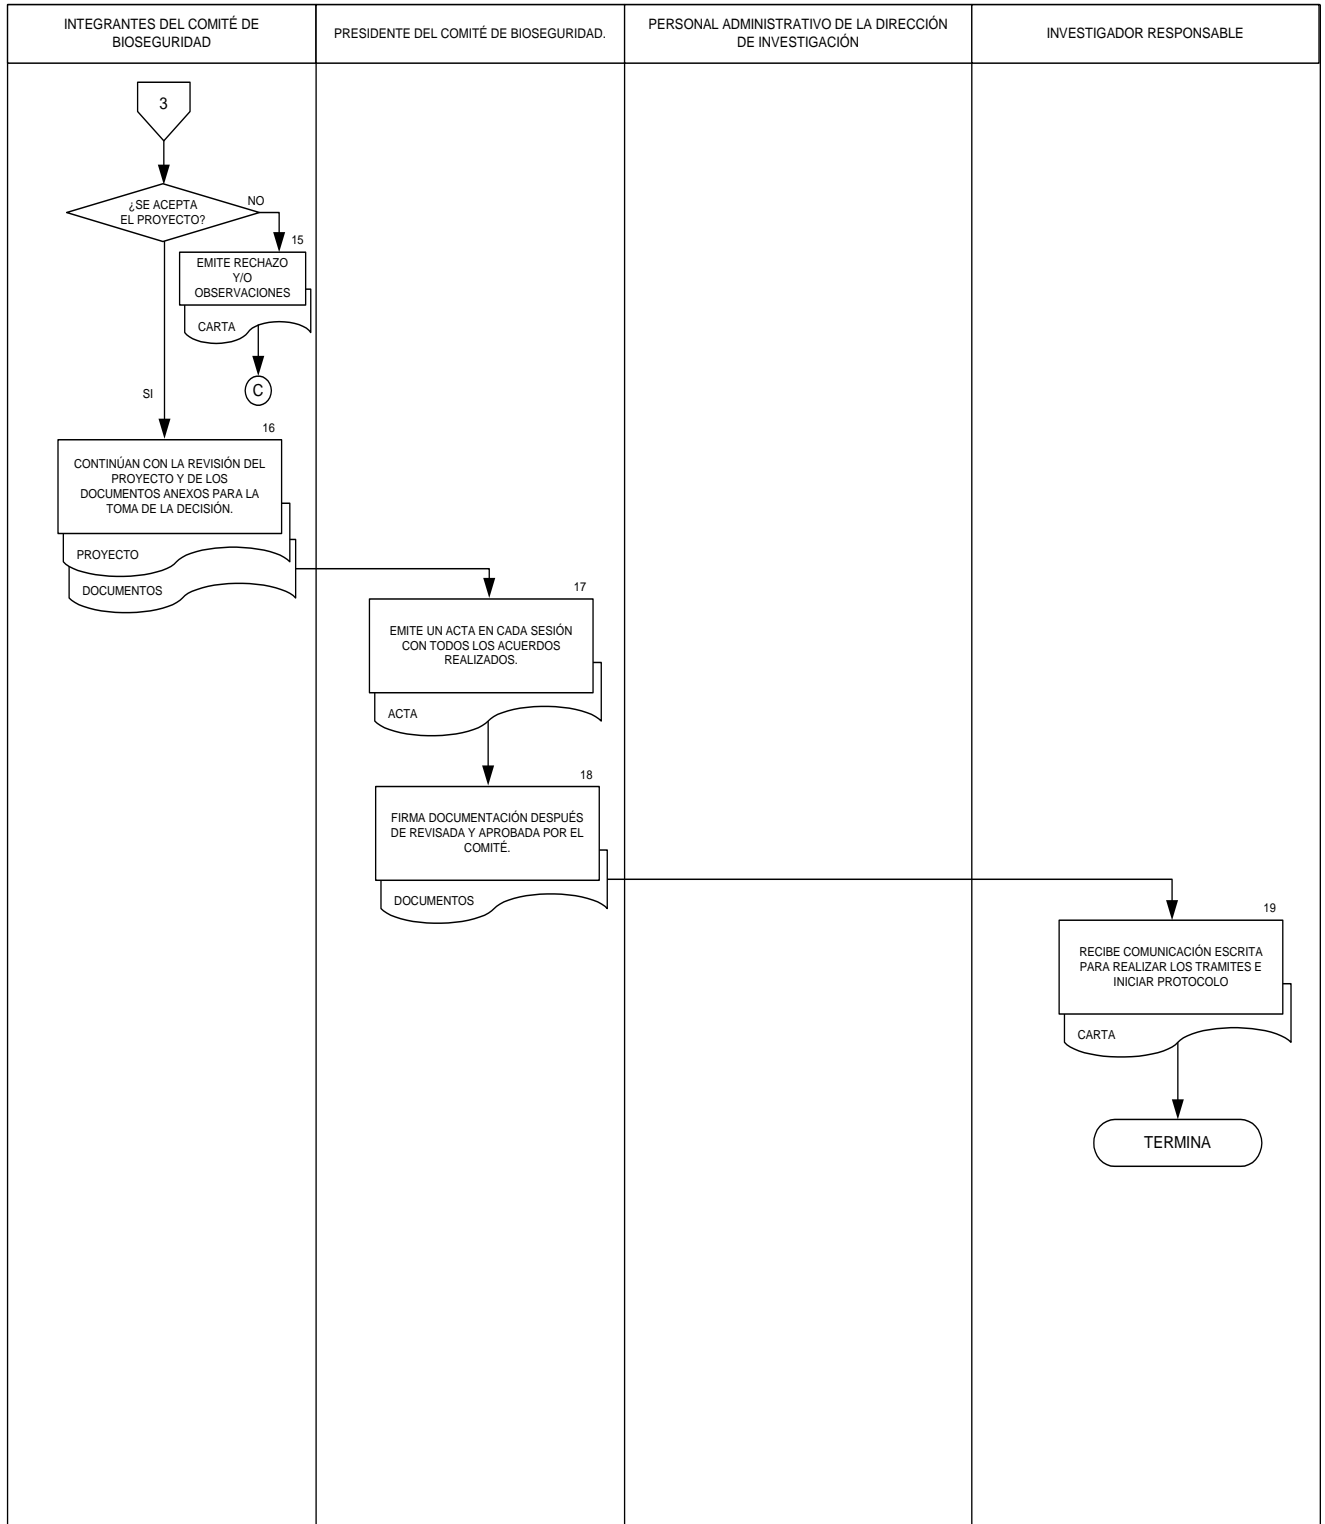 INTEGRANTES DEL COMITÉ DE
BIOSEGURIDAD
PRESIDENTE DEL COMITÉ DE BIOSEGURIDAD.
PERSONAL ADMINISTRATIVO DE LA DIRECCIÓN
DE INVESTIGACIÓN
INVESTIGADOR RESPONSABLE
3
¿SE ACEPTA
EL PROYECTO?
NO
15
EMITE RECHAZO
Y/O
OBSERVACIONES
CARTA
C
SI
16
CONTINÚAN CON LA REVISIÓN DEL
PROYECTO Y DE LOS
DOCUMENTOS ANEXOS PARA LA
TOMA DE LA DECISIÓN.
PROYECTO
DOCUMENTOS
17
EMITE UN ACTA EN CADA SESIÓN
CON TODOS LOS ACUERDOS
REALIZADOS.
ACTA
18
FIRMA DOCUMENTACIÓN DESPUÉS
DE REVISADA Y APROBADA POR EL
COMITÉ.
DOCUMENTOS
19
RECIBE COMUNICACIÓN ESCRITA
PARA REALIZAR LOS TRAMITES E
INICIAR PROTOCOLO
CARTA
TERMINA